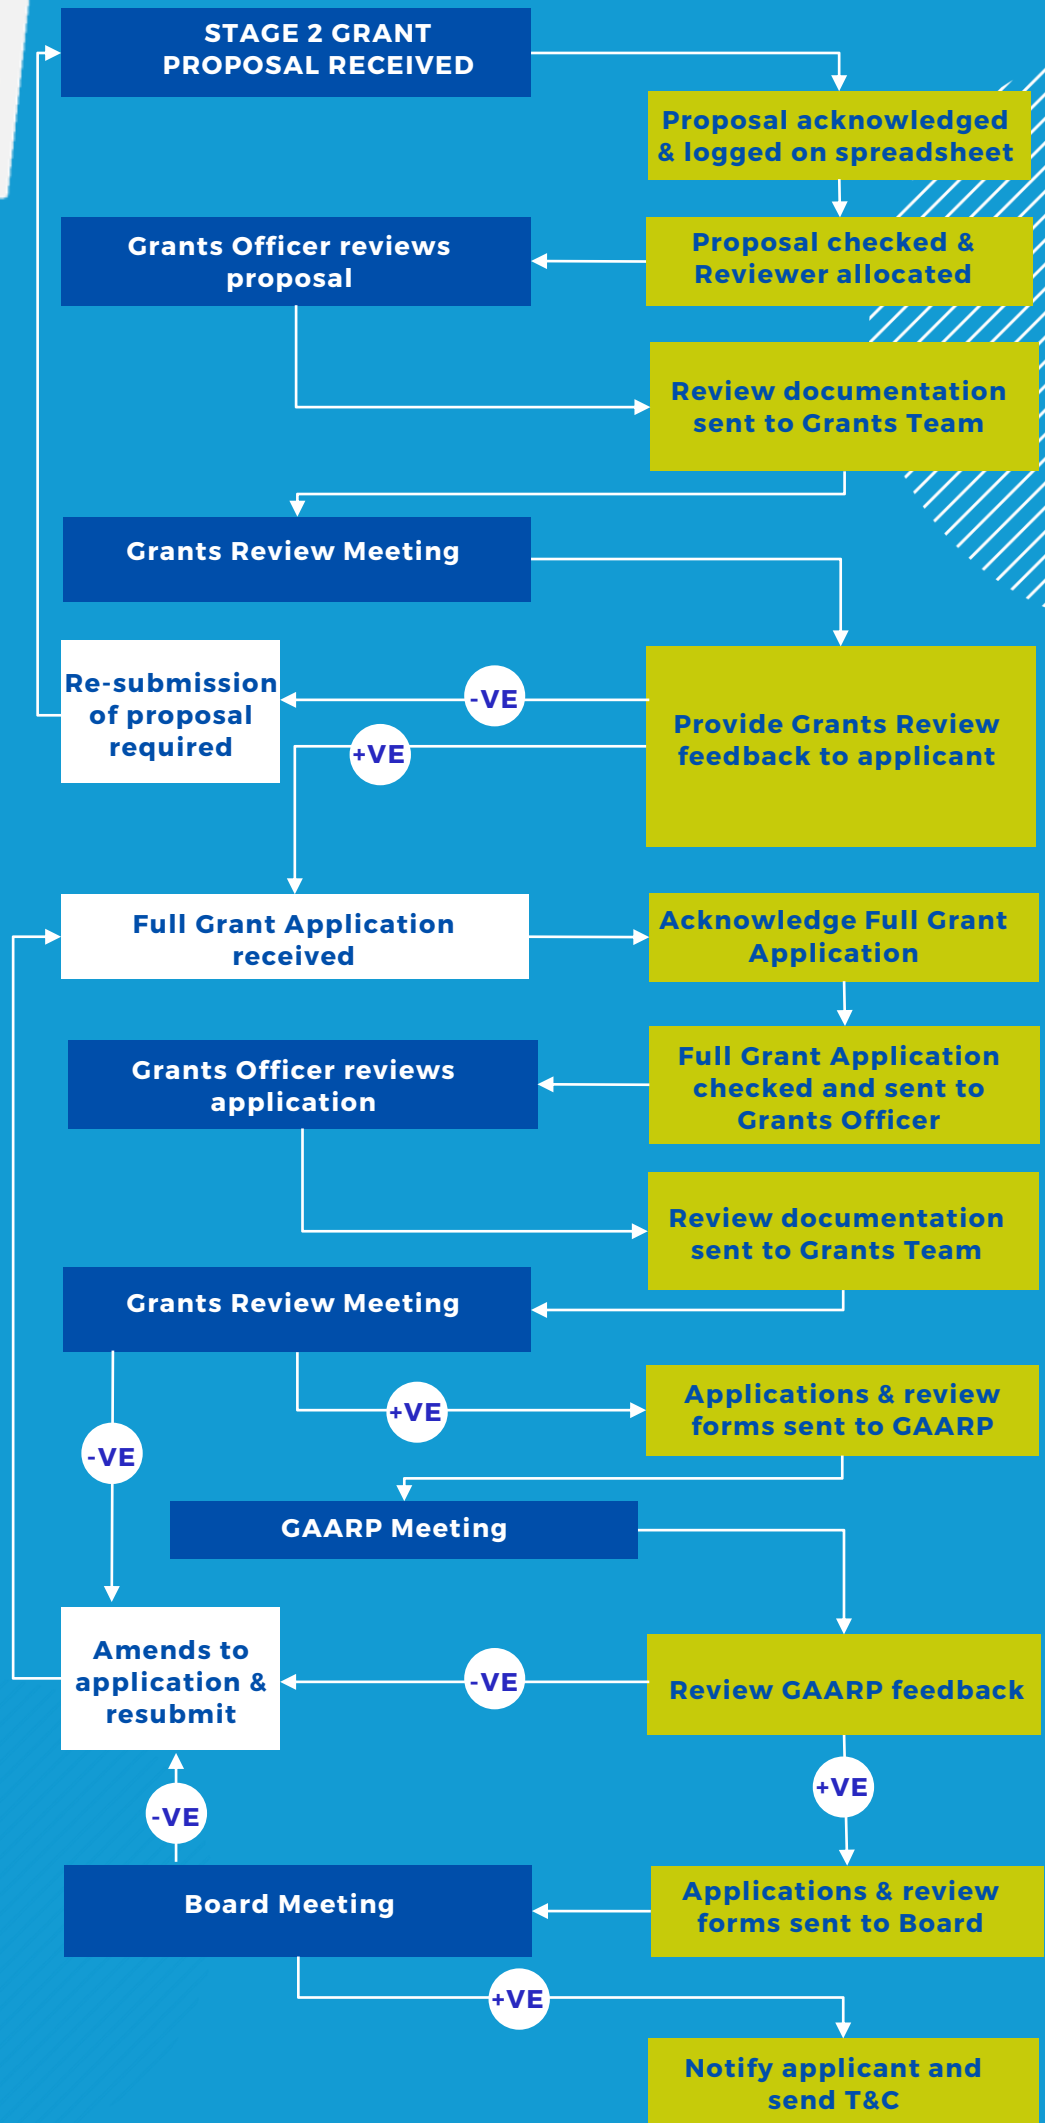 STAGE 2 GRANT
PROPOSAL RECEIVED
Proposal acknowledged
& logged on spreadsheet
Grants Officer reviews
proposal
Proposal checked &
Reviewer allocated
Review documentation
sent to Grants Team
Grants Review Meeting
Re-submission
of proposal
required
-VE
+VE
Provide Grants Review
feedback to applicant
Full Grant Application
received
Acknowledge Full Grant
Application
Grants Officer reviews
application
Full Grant Application
checked and sent to
Grants Officer
Review documentation
sent to Grants Team
Grants Review Meeting
+VE
Applications & review
forms sent to GAARP
-VE
GAARP Meeting
Amends to
application &
resubmit
-VE
Review GAARP feedback
+VE
-VE
Board Meeting
Applications & review
forms sent to Board
+VE
Notify applicant and
send T&C